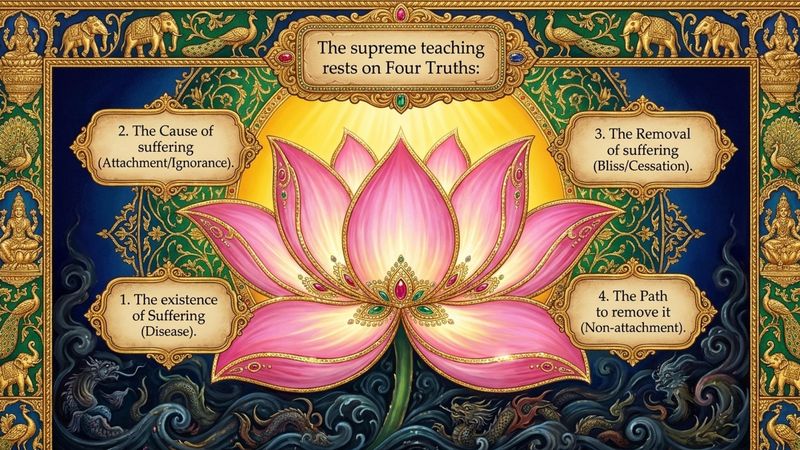 The supreme teaching
rests on Four Truths:
2. The Cause of
suffering
(Attachment/Ignorance).
3. The Removal
of suffering
(Bliss/Cessation).
1. The existence
of Suffering
(Disease).
4. The Path
to remove it
(Non-attachment).